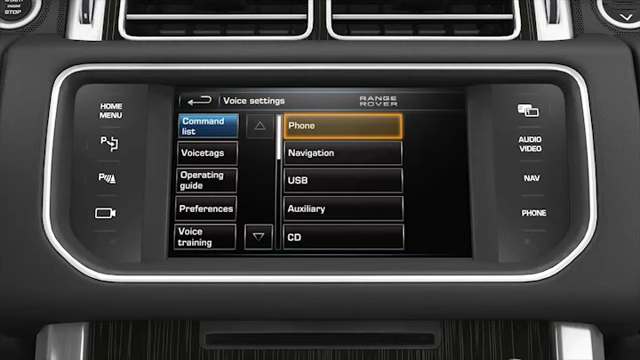 STOP
HOME
MENU
AUDIO
VIDEO
NAV
PHONE
Voice settings
RANGE
ROVER
Command
list
Voicetags
Operating
guide
Preferences
Voice
training
Phone
Navigation
USB
Auxiliary
CD